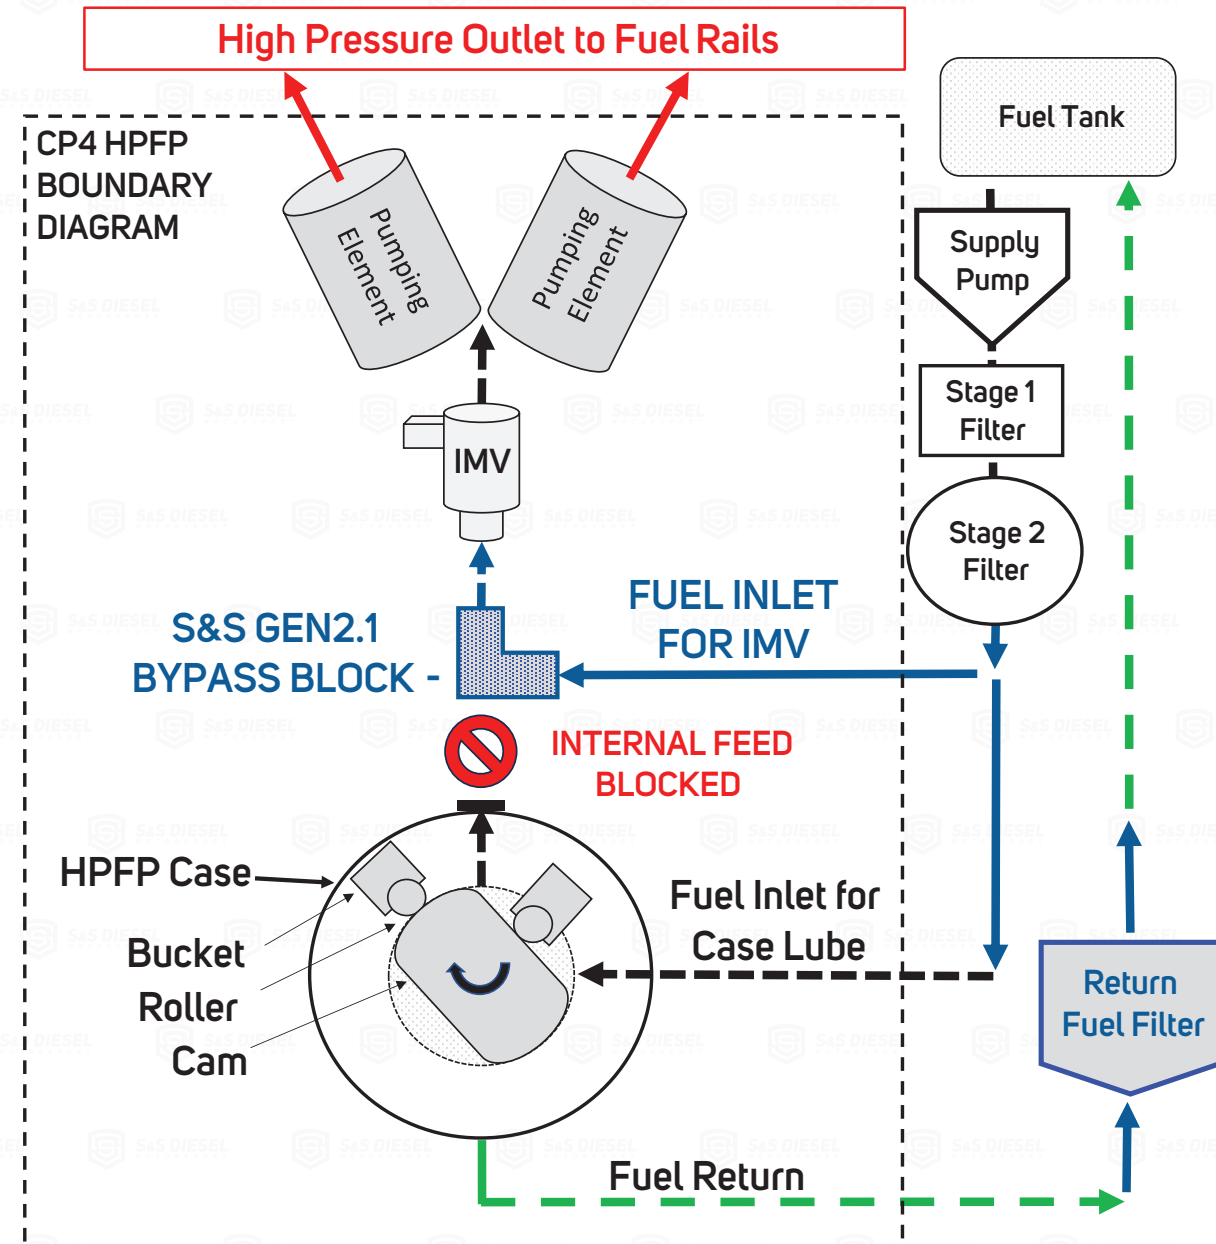 High Pressure Outlet to Fuel Rails
CP4 HPFP
BOUNDARY
DIAGRAM
Fuel Tank
Supply
Pump
Pumping
Element
Pumping
Element
Stage 1
Filter
IMV
Stage 2
Filter
FUEL INLET
FOR IMV
S&S GEN2.1
BYPASS BLOCK -
INTERNAL FEED
BLOCKED
HPFP Case
Bucket
Roller
Cam
Fuel Inlet for
Case Lube
Return
Fuel Filter
Fuel Return
S&S DIESEL